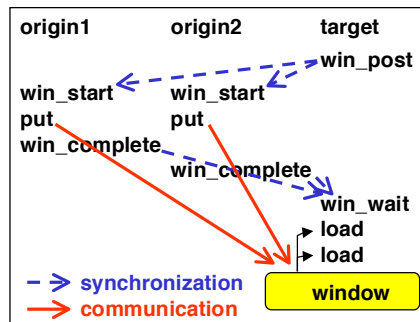 origin1 origin2 target
win_post
win_start win_start
put put
win_complete
win_complete
win_wait
load
load
synchronization
window
communication